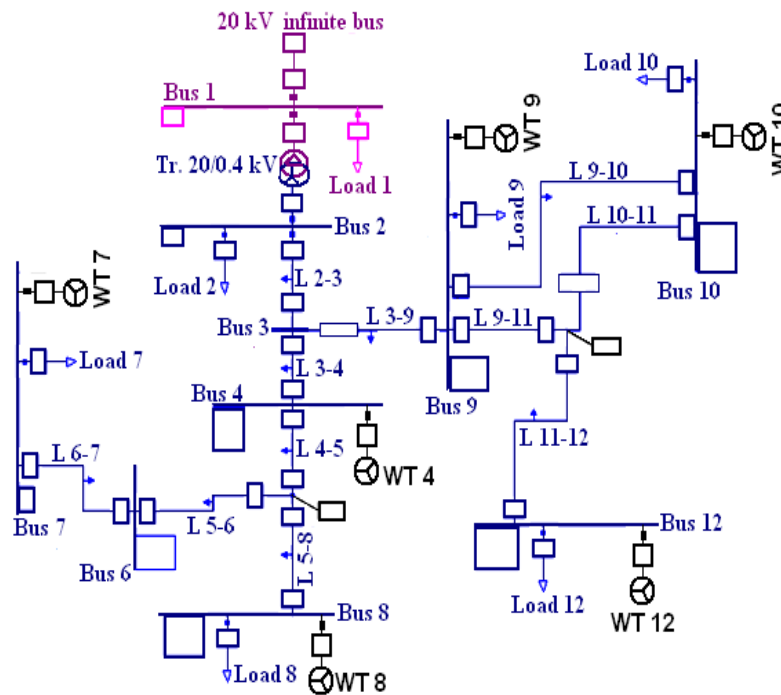 20 kV infinite bus
Bus 1
Load 1
Tr. 20/0.4 kV
Bus 2
Load 2
L 2-3
Bus 3
L 3-9
L 3-4
Bus 4
WT 4
L 4-5
WT 7
Load 7
L 6-7
Bus 7
L 5-6
Bus 6
L 5-8
Bus 8
Load 8
WT 8
WT 9
Load 9
L 9-10
L 9-11
Bus 9
Load 10
WT 10
L 10-11
Bus 10
L 11-12
Bus 12
Load 12
WT 12